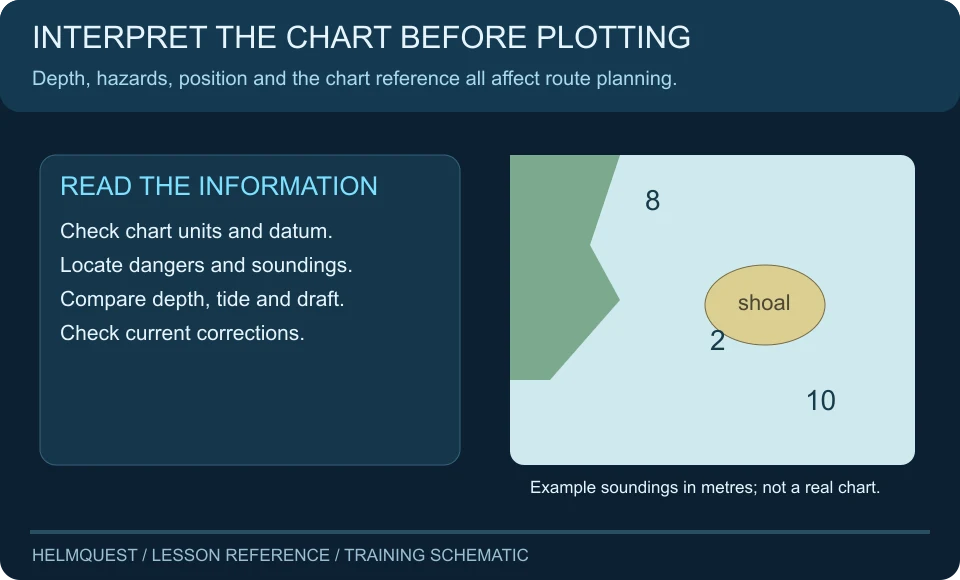 INTERPRET THE CHART BEFORE PLOTTING
Depth, hazards, position and the chart reference all affect route planning.
READ THE INFORMATION
Check chart units and datum.
Locate dangers and soundings.
Compare depth, tide and draft.
Check current corrections.
8
shoal
2
10
Example soundings in metres; not a real chart.
HELMQUEST / LESSON REFERENCE / TRAINING SCHEMATIC